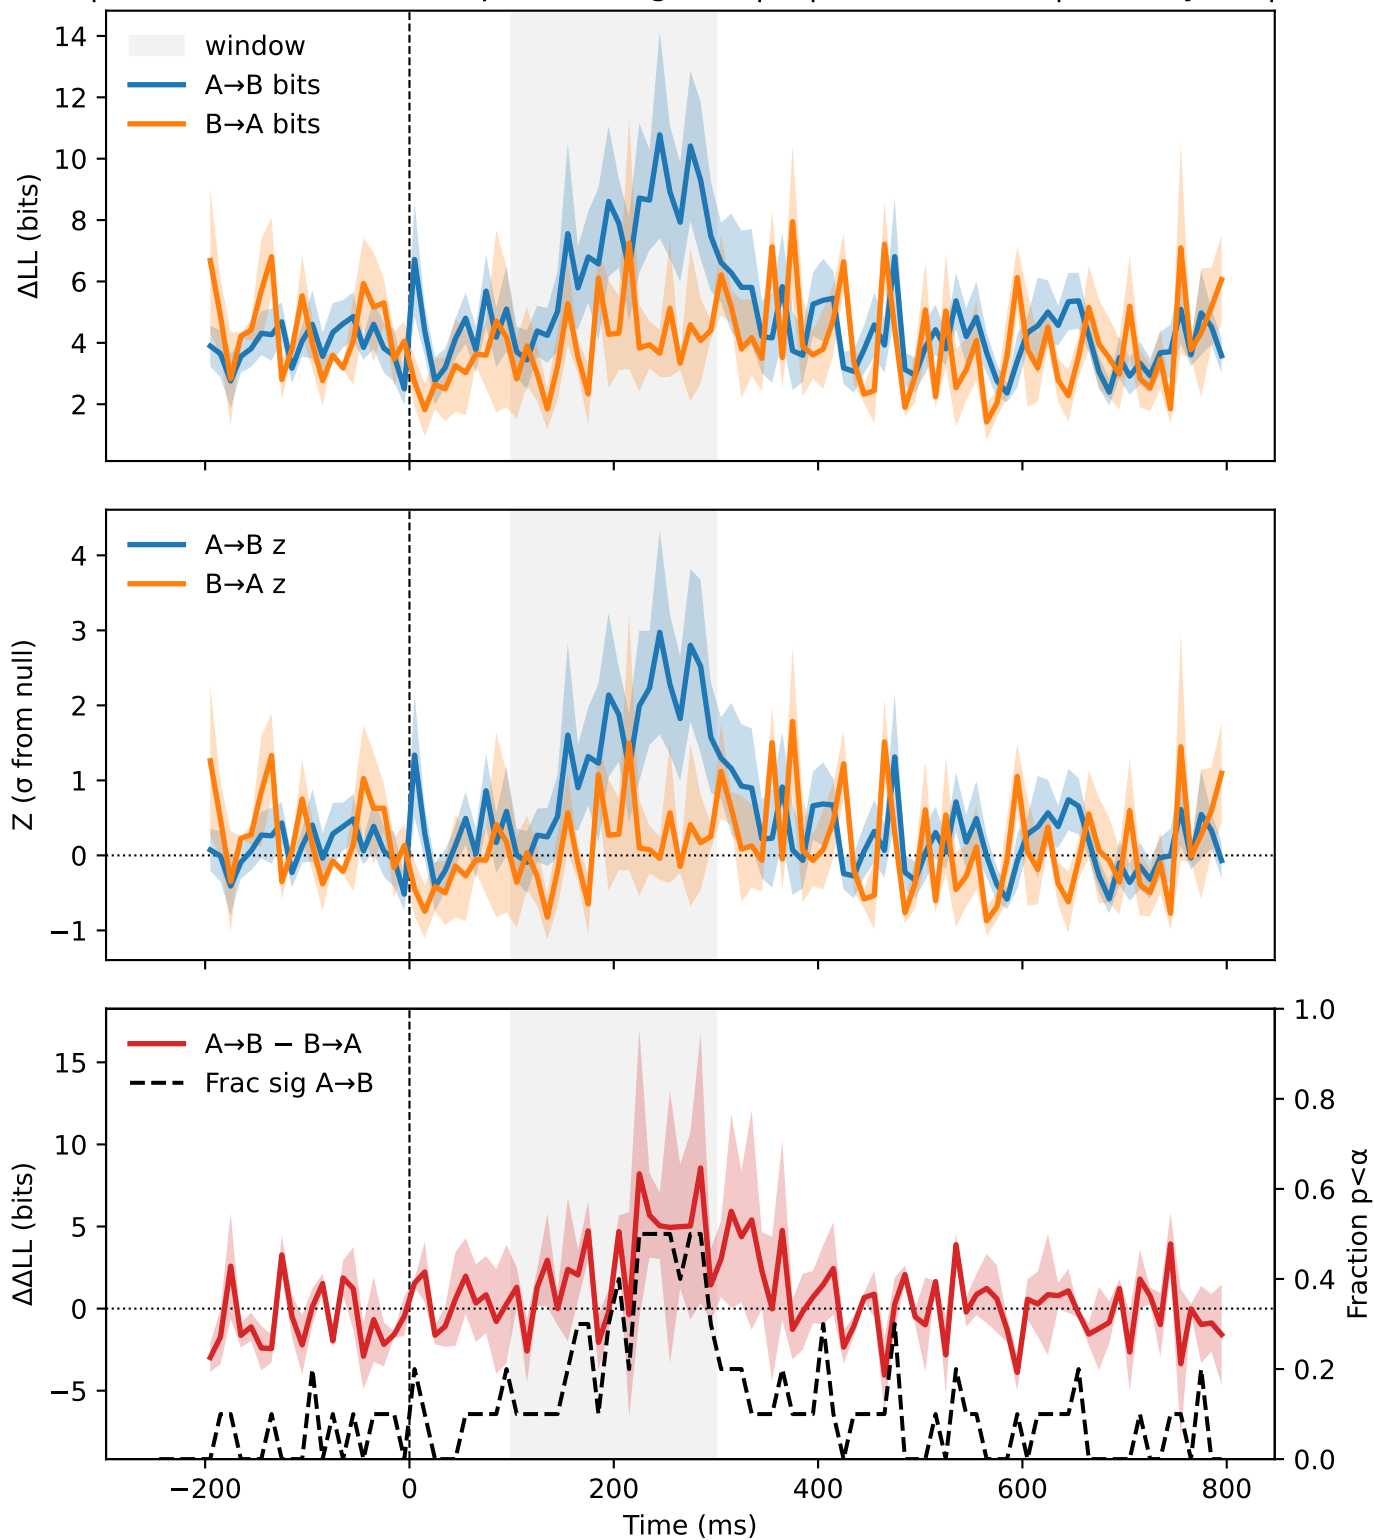 14
12
10
8
6
4
2
ΔLL (bits)
window
A→B bits
B→A bits
4
3
2
1
0
−1
Z (σ from null)
A→B z
B→A z
15
10
5
0
−5
ΔΔLL (bits)
A→B − B→A
Frac sig A→B
1.0
0.8
0.6
0.4
0.2
0.0
Fraction p<α
−200 0 200 400 600 800
Time (ms)